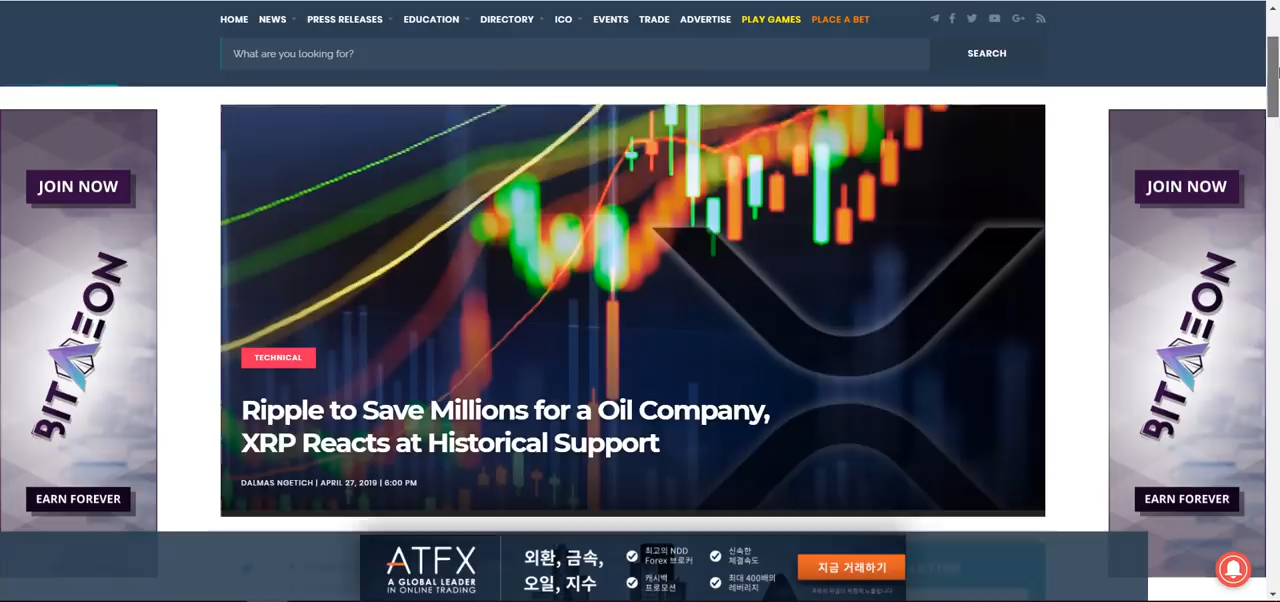 HOME NEWS PRESS RELEASES EDUCATION DIRECTORY ICO EVENTS TRADE ADVERTISE PLAY GAMES PLACE A BET
What are you looking for?
SEARCH
JOIN NOW
BITAEON
EARN FOREVER
TECHNICAL
Ripple to Save Millions for a Oil Company,
XRP Reacts at Historical Support
DALMAS NGETICH | APRIL 27, 2019 | 6:00 PM
JOIN NOW
BITAEON
EARN FOREVER
ATFX
A GLOBAL LEADER
IN ONLINE TRADING
외환, 금속,
오일, 지수
최고의 NDD
Forex 브로커
캐시백
프로모션
신속한
체결속도
최대 400배의
레버리지
지금 거래하기